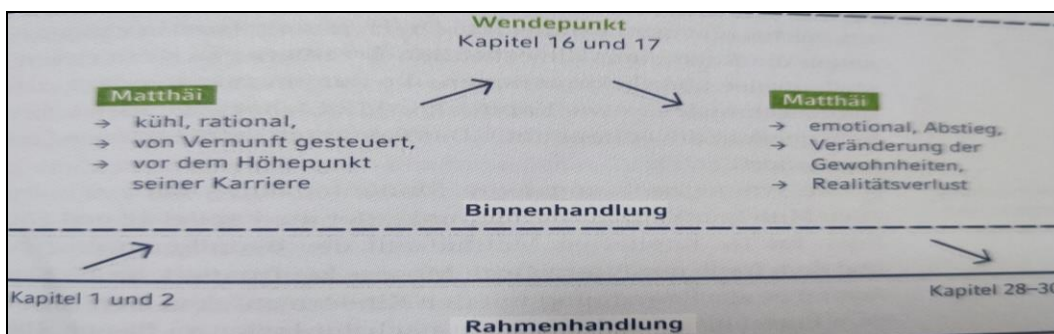 Wendepunkt
Kapitel 16 und 17
Matthäi
→ kühl, rational,
→ von Vernunft gesteuert,
→ vor dem Höhepunkt
seiner Karriere
Matthäi
→ emotional, Abstieg,
→ Veränderung der
Gewohnheiten,
→ Realitätsverlust
Binnenhandlung
Kapitel 1 und 2
Kapitel 28–30
Rahmenhandlung